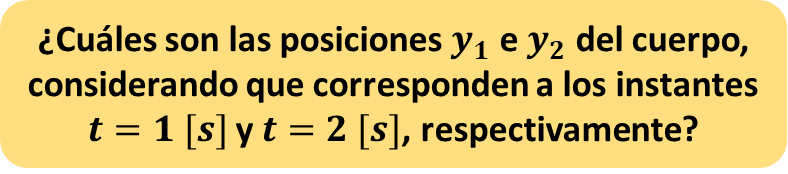 ¿Cuáles son las posiciones y₁ e y₂ del cuerpo,
considerando que corresponden a los instantes
t = 1 [s] y t = 2 [s], respectivamente?